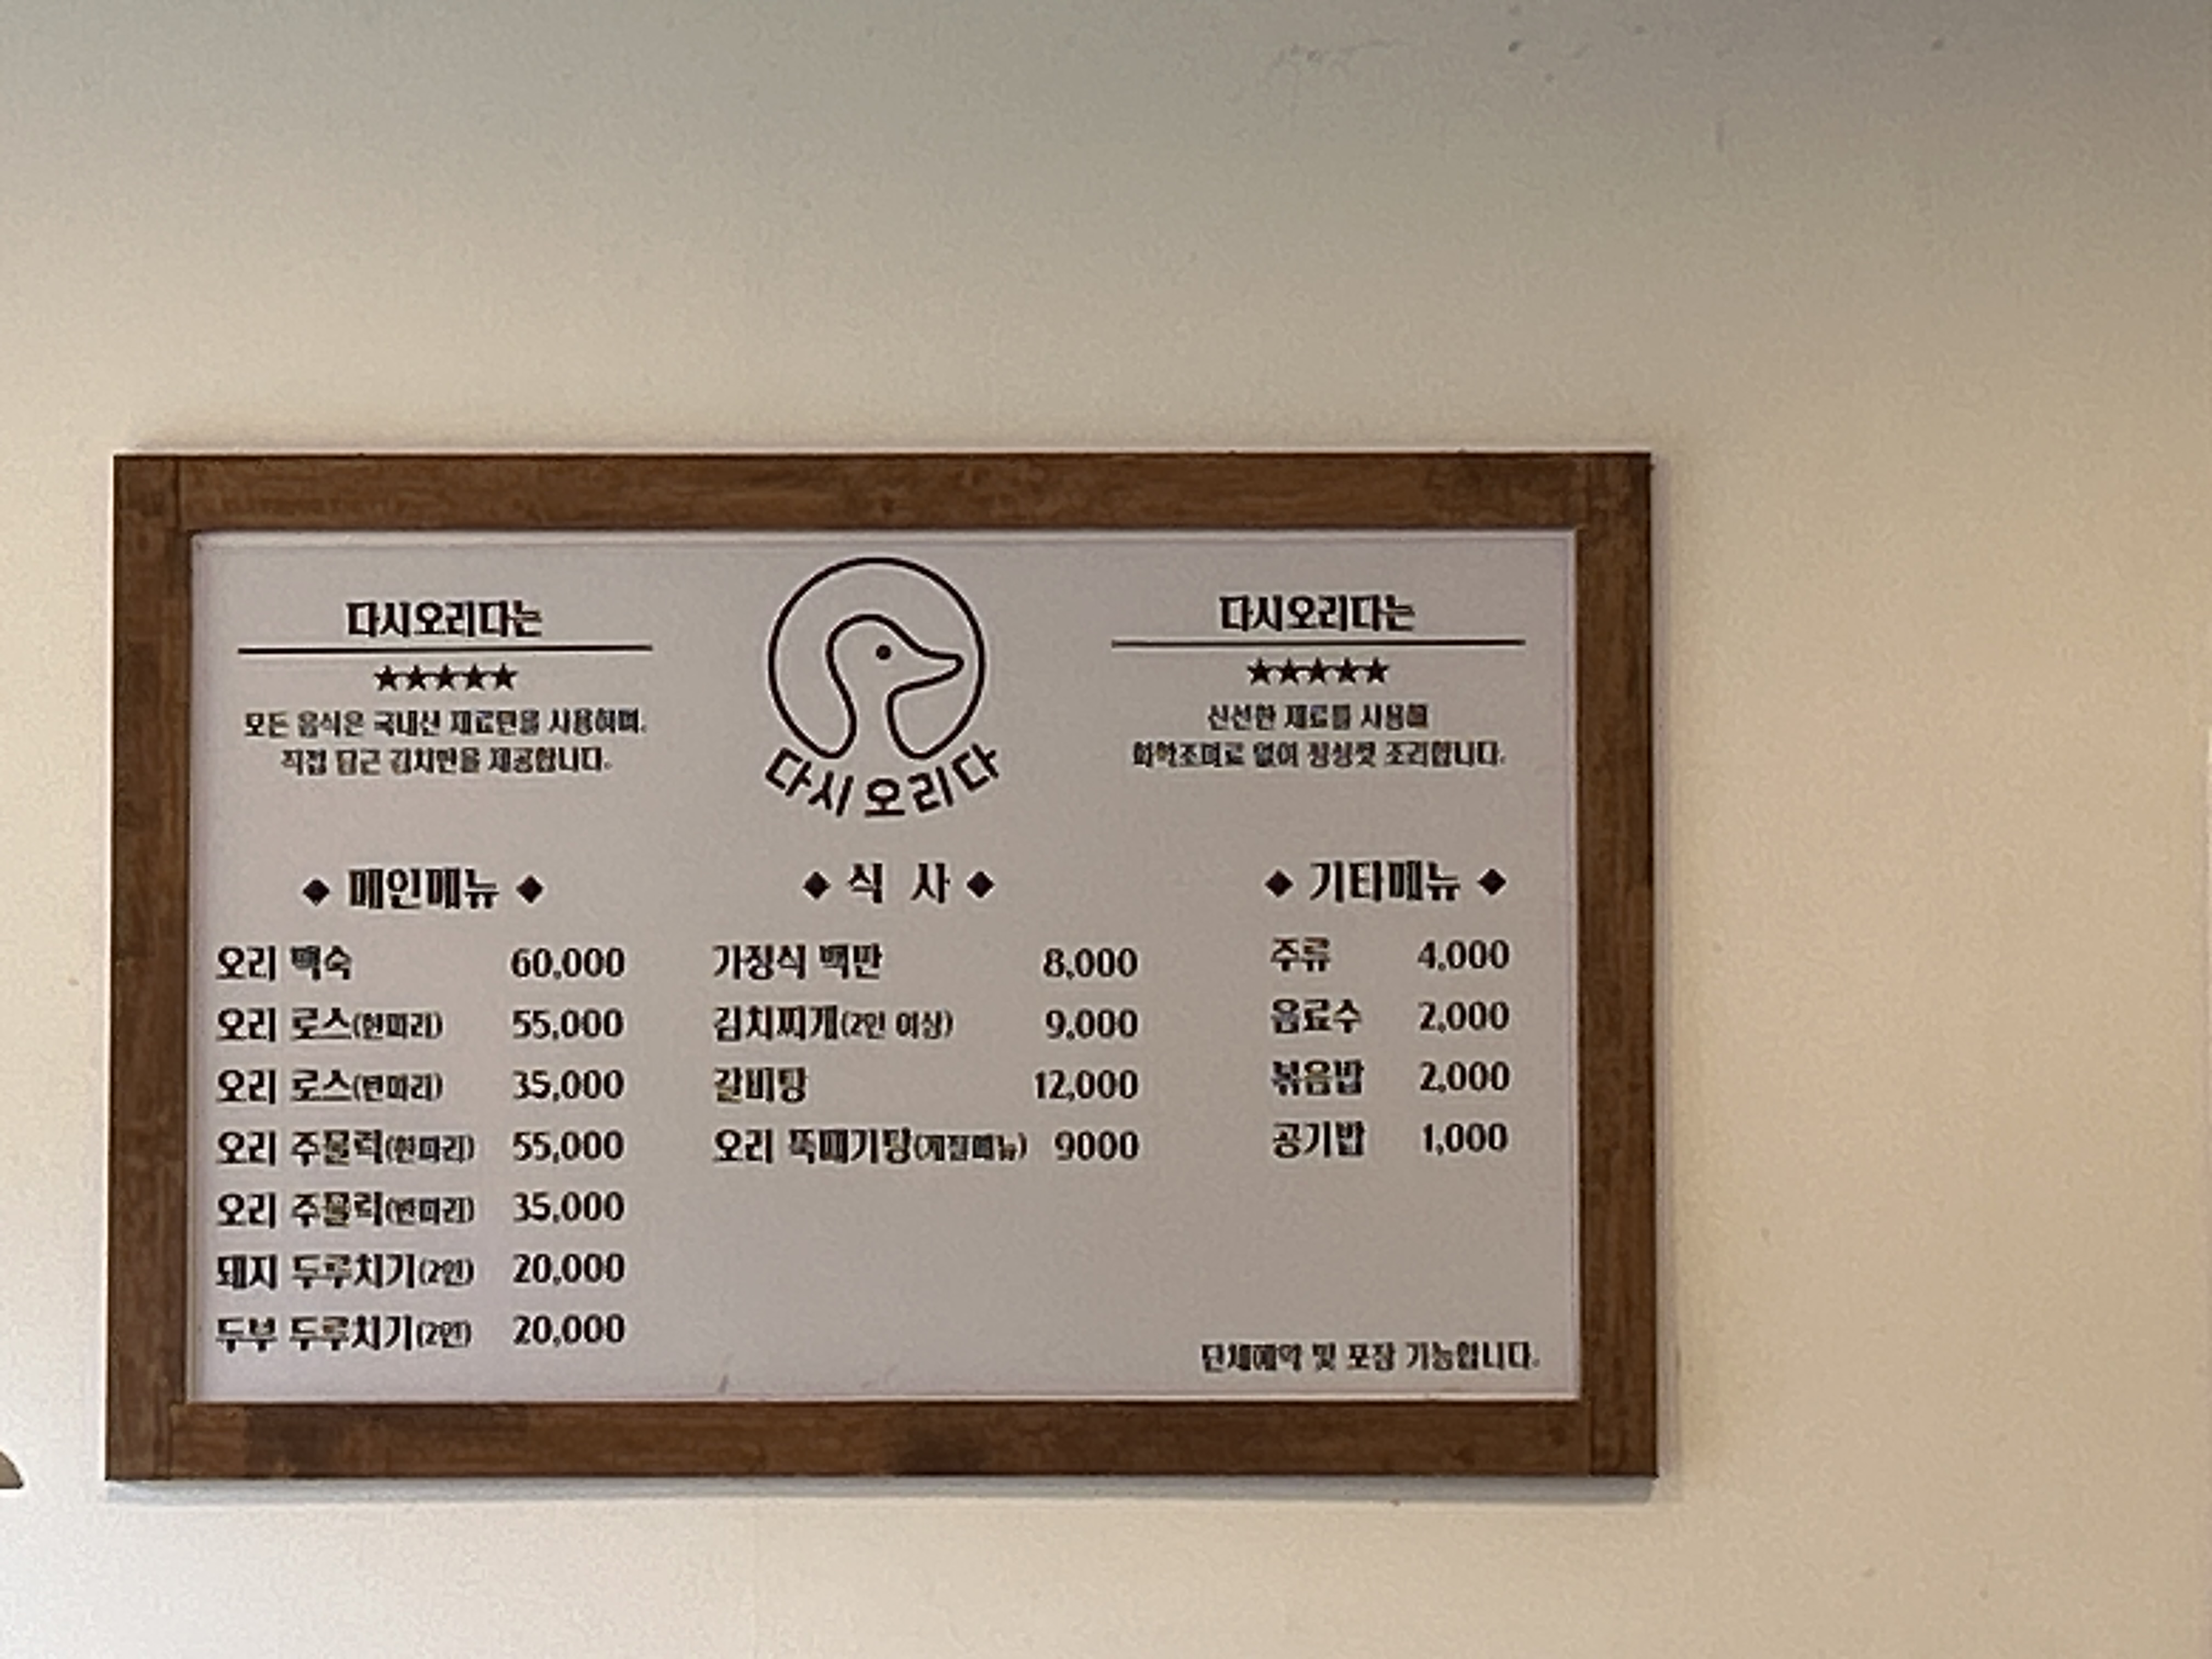 다시오리다는
★★★★★
모든 음식은 국내산 재료만을 사용하며,
직접 담근 김치만을 제공합니다.
다시오리다
다시오리다는
★★★★★
신선한 재료를 사용해
화학조미료 없이 정성껏 조리합니다.
◆ 메인메뉴 ◆
오리 백숙 60,000
오리 로스(한마리) 55,000
오리 로스(반마리) 35,000
오리 주물럭(한마리) 55,000
오리 주물럭(반마리) 35,000
돼지 두루치기(2인) 20,000
두부 두루치기(2인) 20,000
◆ 식 사 ◆
가정식 백반 8,000
김치찌개(2인 이상) 9,000
갈비탕 12,000
오리 뚝배기탕(계절메뉴) 9000
◆ 기타메뉴 ◆
주류 4,000
음료수 2,000
볶음밥 2,000
공기밥 1,000
단체예약 및 포장 가능합니다.